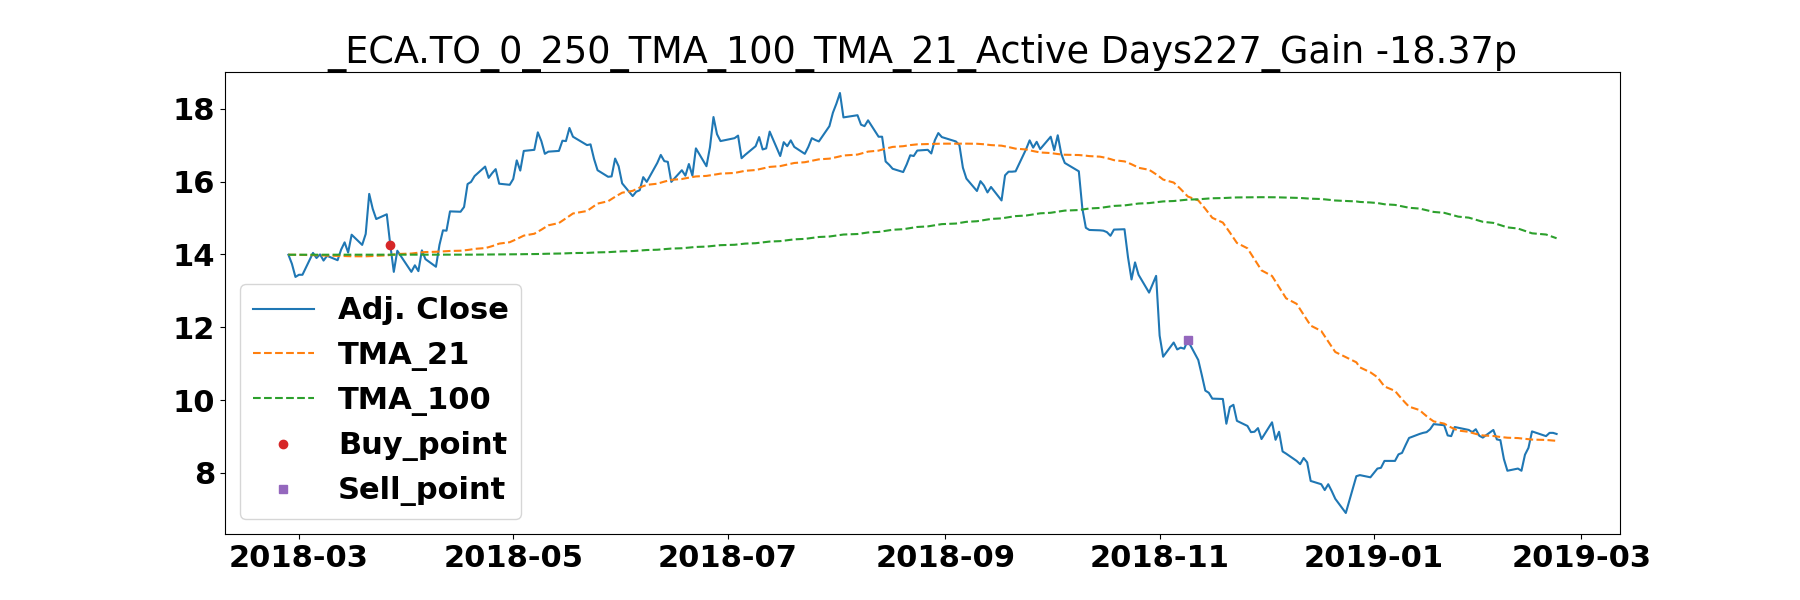 _ECA.TO_0_250_TMA_100_TMA_21_Active Days227_Gain -18.37p
18
16
14
12
10
8
Adj. Close
TMA_21
TMA_100
Buy_point
Sell_point
2018-03 2018-05 2018-07 2018-09 2018-11 2019-01 2019-03